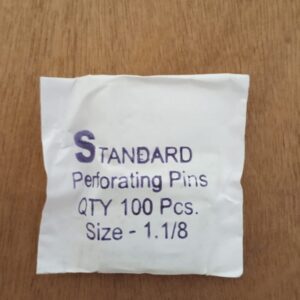 STANDARD
Perforating Pins
QTY 100 Pcs.
Size - 1.1/8